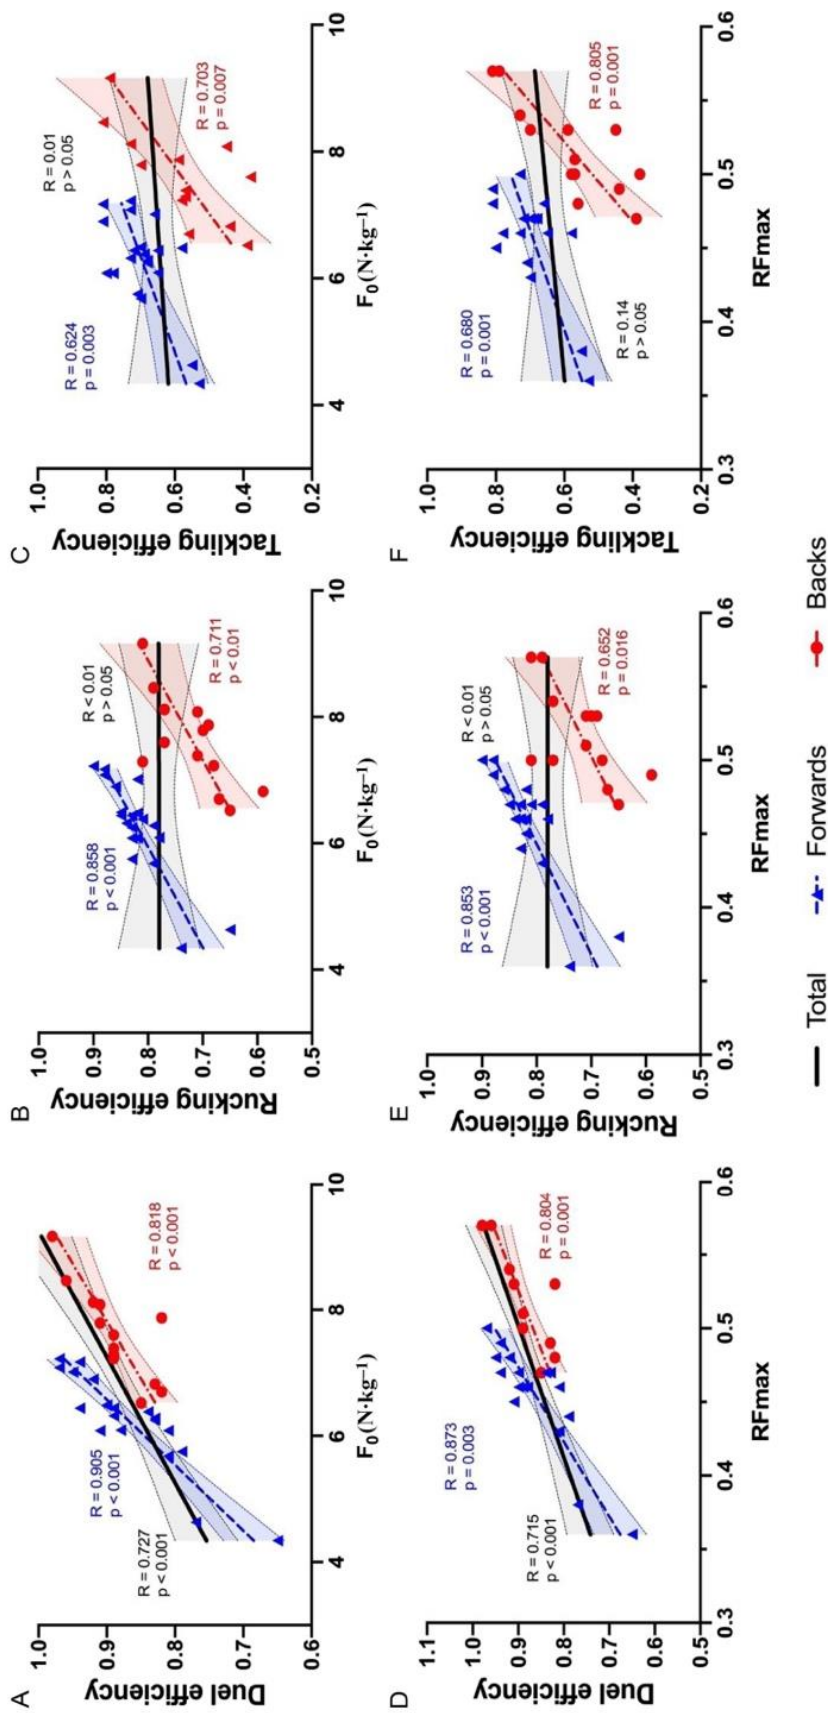 A
Duel efficiency
1.0
0.9
0.8
0.7
0.6
R = 0.727
p < 0.001
R = 0.905
p < 0.001
R = 0.818
p < 0.001
4
6
8
10
F₀(N·kg⁻¹)
B
Rucking efficiency
1.0
0.9
0.8
0.7
0.6
0.5
R = 0.858
p < 0.001
R < 0.01
p > 0.05
R = 0.711
p < 0.01
4
6
8
10
F₀(N·kg⁻¹)
C
Tackling efficiency
1.0
0.8
0.6
0.4
0.2
R = 0.624
p = 0.003
R = 0.01
p > 0.05
R = 0.703
p = 0.007
4
6
8
10
F₀(N·kg⁻¹)
D
Duel efficiency
1.1
1.0
0.9
0.8
0.7
0.6
0.5
R = 0.715
p < 0.001
R = 0.873
p = 0.003
R = 0.804
p = 0.001
0.3
0.4
0.5
0.6
RFmax
E
Rucking efficiency
1.0
0.9
0.8
0.7
0.6
0.5
R = 0.853
p < 0.001
R < 0.01
p > 0.05
R = 0.652
p = 0.016
0.3
0.4
0.5
0.6
RFmax
F
Tackling efficiency
1.0
0.8
0.6
0.4
0.2
R = 0.680
p = 0.001
R = 0.14
p > 0.05
R = 0.805
p = 0.001
0.3
0.4
0.5
0.6
RFmax
Total
Forwards
Backs